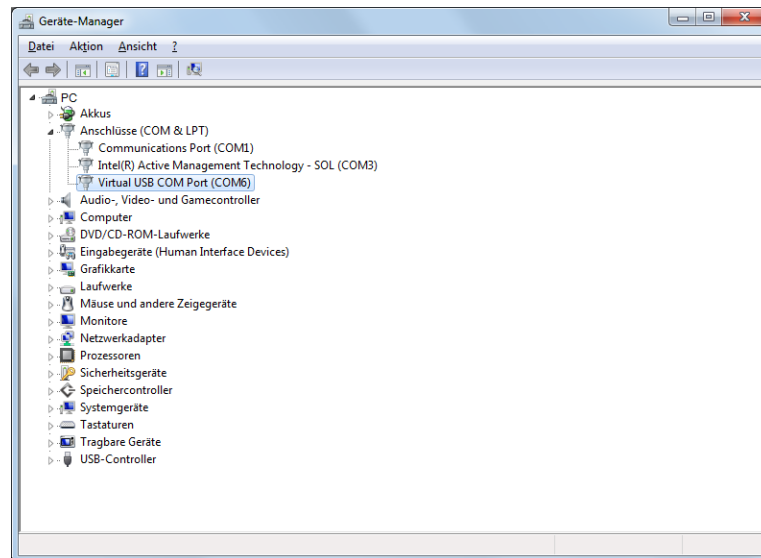 Geräte-Manager
Datei Aktion Ansicht ?
PC
Akkus
Anschlüsse (COM & LPT)
Communications Port (COM1)
Intel(R) Active Management Technology - SOL (COM3)
Virtual USB COM Port (COM6)
Audio-, Video- und Gamecontroller
Computer
DVD/CD-ROM-Laufwerke
Eingabegeräte (Human Interface Devices)
Grafikkarte
Laufwerke
Mäuse und andere Zeigegeräte
Monitore
Netzwerkadapter
Prozessoren
Sicherheitsgeräte
Speichercontroller
Systemgeräte
Tastaturen
Tragbare Geräte
USB-Controller